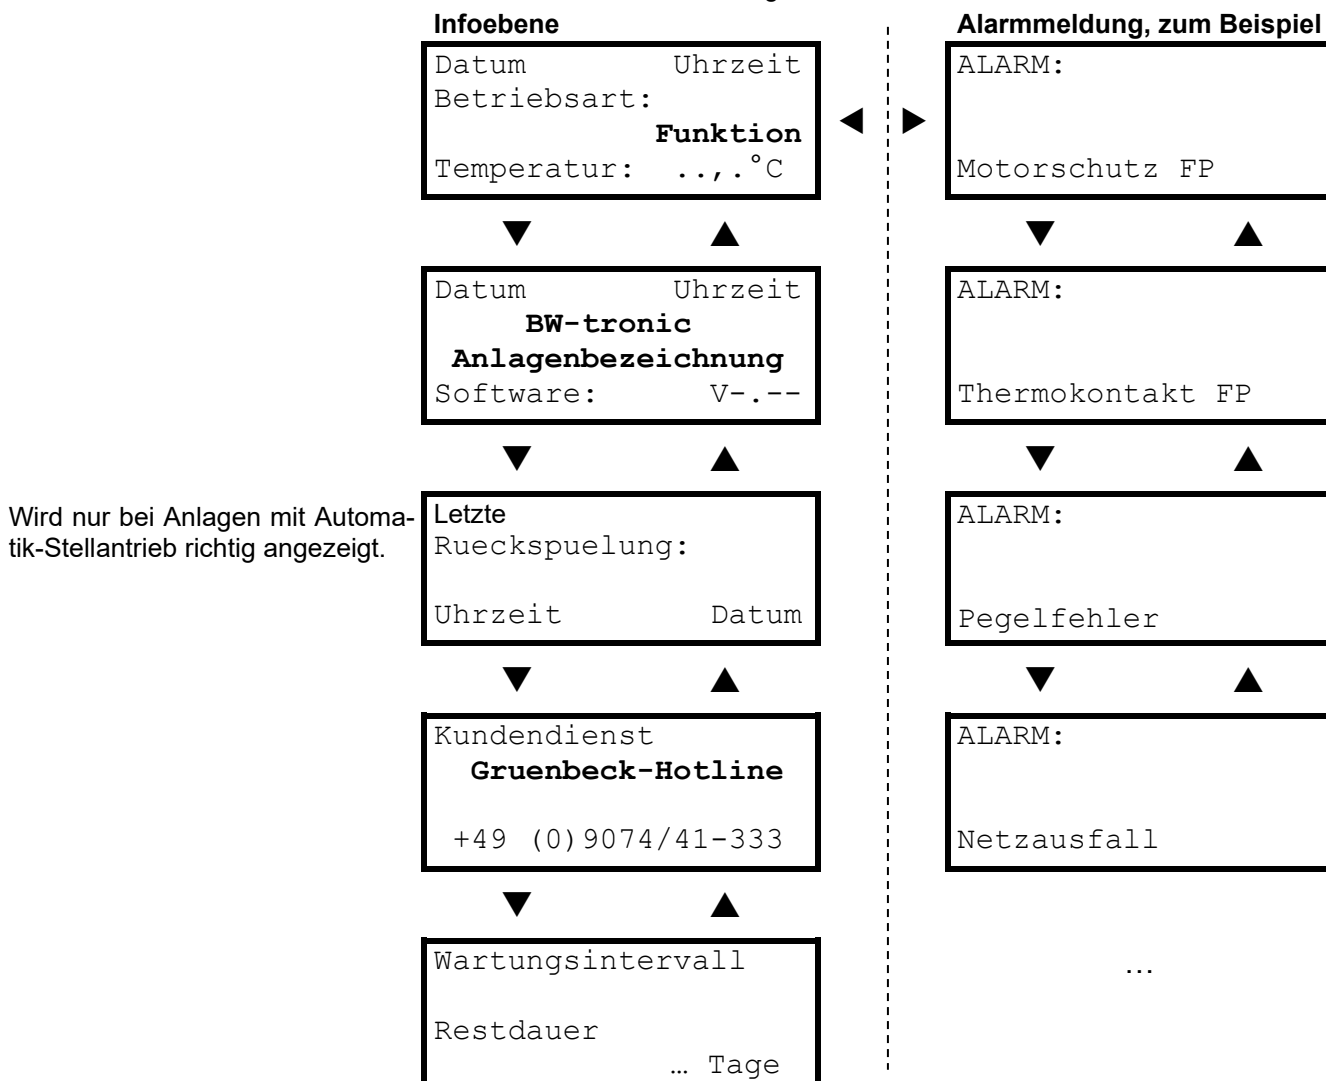 Infoebene
Datum Uhrzeit
Betriebsart:
Funktion
Temperatur: ..,.°C
Datum Uhrzeit
BW-tronic
Anlagenbezeichnung
Software: V-.--
Wird nur bei Anlagen mit Automa-
tik-Stellantrieb richtig angezeigt.
Letzte
Rueckspuelung:
Uhrzeit Datum
Kundendienst
Gruenbeck-Hotline
+49 (0)9074/41-333
Wartungsintervall
Restdauer
… Tage
Alarmmeldung, zum Beispiel
ALARM:
Motorschutz FP
ALARM:
Thermokontakt FP
ALARM:
Pegelfehler
ALARM:
Netzausfall
…